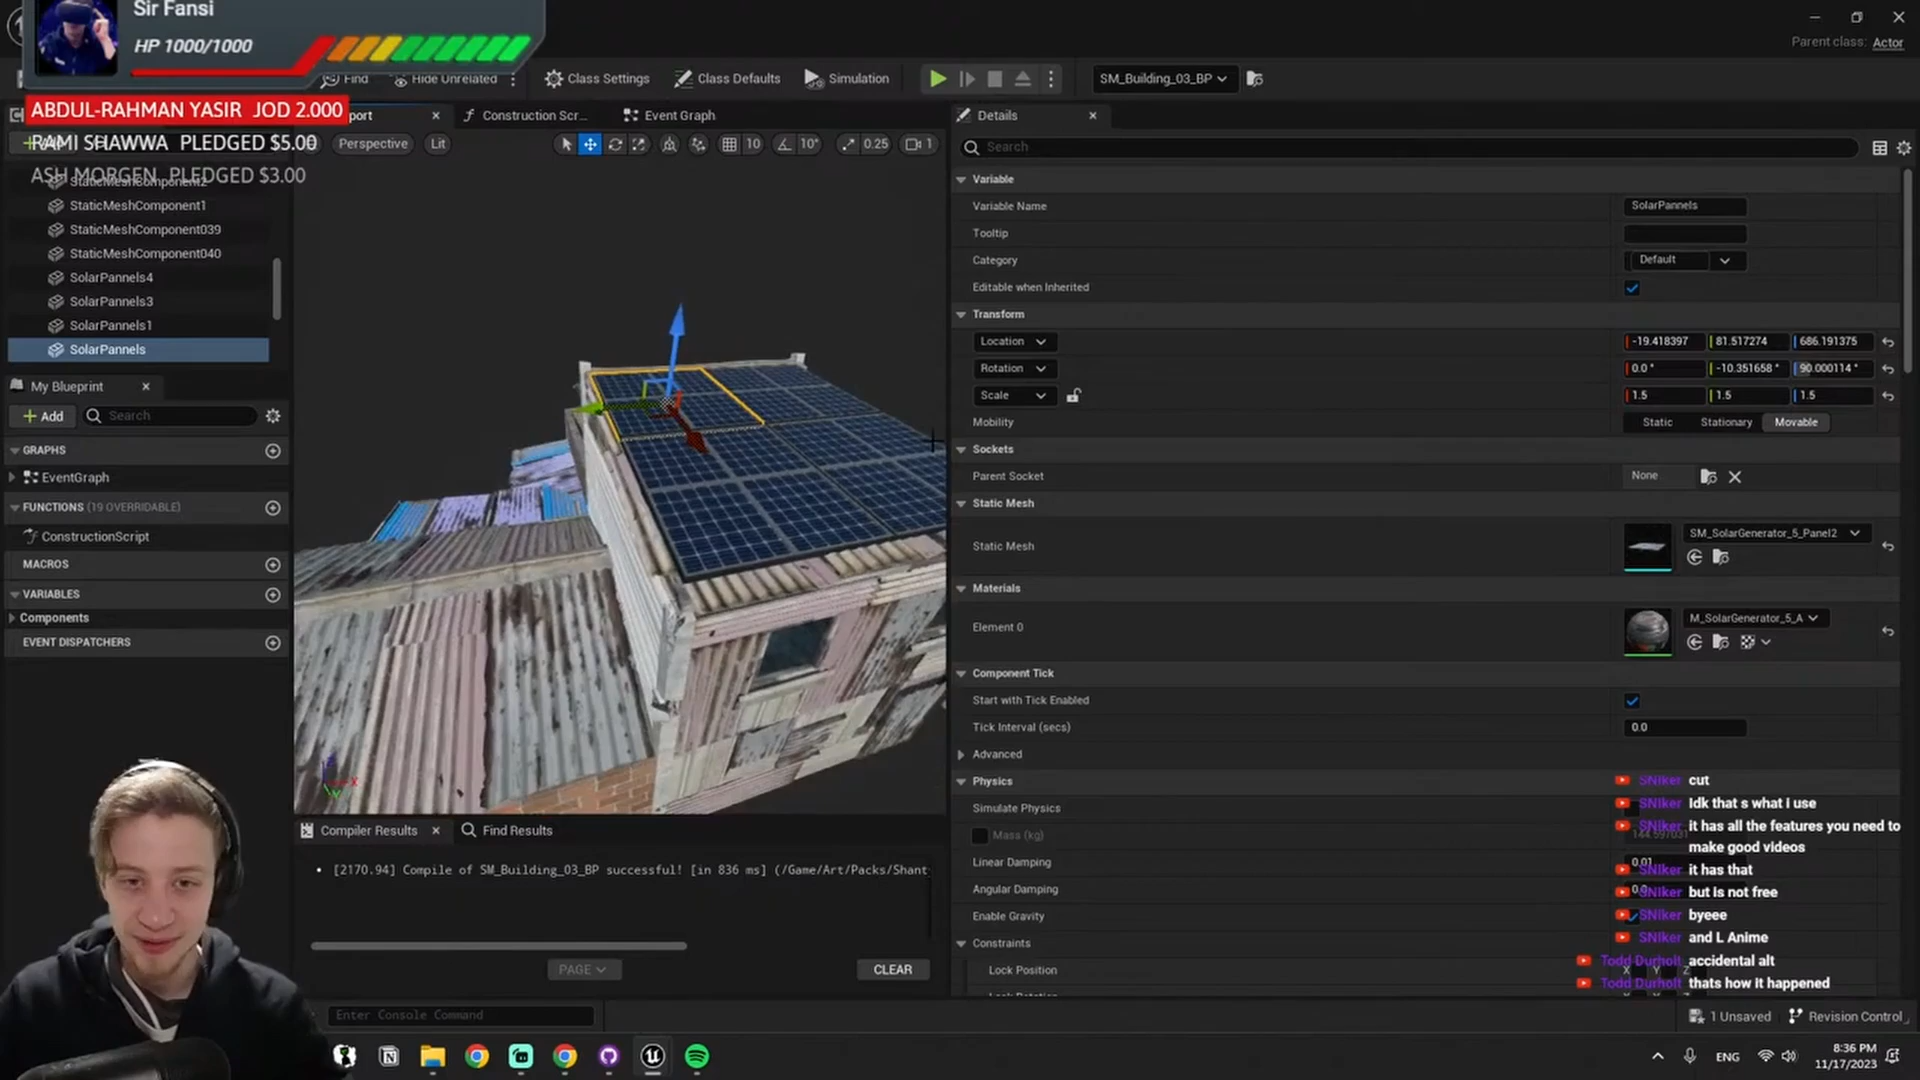 Sir Fansi
HP 1000/1000
Parent class: Actor
Find
Hide Unrelated
Class Settings
Class Defaults
Simulation
SM_Building_03_BP
ABDUL-RAHMAN YASIR JOD 2.000
RAMI SHAWWA PLEDGED $5.00
ASH MORGEN PLEDGED $3.00
port
Construction Scr...
Event Graph
Perspective
Lit
10
10°
0.25
1
StaticMeshComponent2
StaticMeshComponent1
StaticMeshComponent039
StaticMeshComponent040
SolarPannels4
SolarPannels3
SolarPannels1
SolarPannels
My Blueprint
Add
Search
GRAPHS
EventGraph
FUNCTIONS (19 OVERRIDABLE)
ConstructionScript
MACROS
VARIABLES
Components
EVENT DISPATCHERS
Compiler Results
Find Results
[2170.94] Compile of SM_Building_03_BP successful! [in 836 ms] (/Game/Art/Packs/Shant
PAGE
CLEAR
Enter Console Command
Details
Search
Variable
Variable Name SolarPannels
Tooltip
Category Default
Editable when Inherited
Transform
Location -19.418397 81.517274 686.191375
Rotation 0.0° -10.351658° 90.000114°
Scale 1.5 1.5 1.5
Mobility Static Stationary Movable
Sockets
Parent Socket None
Static Mesh
Static Mesh SM_SolarGenerator_5_Panel2
Materials
Element 0 M_SolarGenerator_5_A
Component Tick
Start with Tick Enabled
Tick Interval (secs) 0.0
Advanced
Physics
Simulate Physics
Mass (kg)
Linear Damping 0.01
Angular Damping
Enable Gravity
Constraints
Lock Position X Y Z
SNIker cut
SNIker Idk that s what i use
SNIker it has all the features you need to
make good videos
SNIker it has that
SNIker but is not free
SNIker byeee
SNIker and L Anime
Todd Durholt accidental alt
Todd Durholt thats how it happened
1 Unsaved
Revision Control
ENG
8:36 PM
11/17/2023